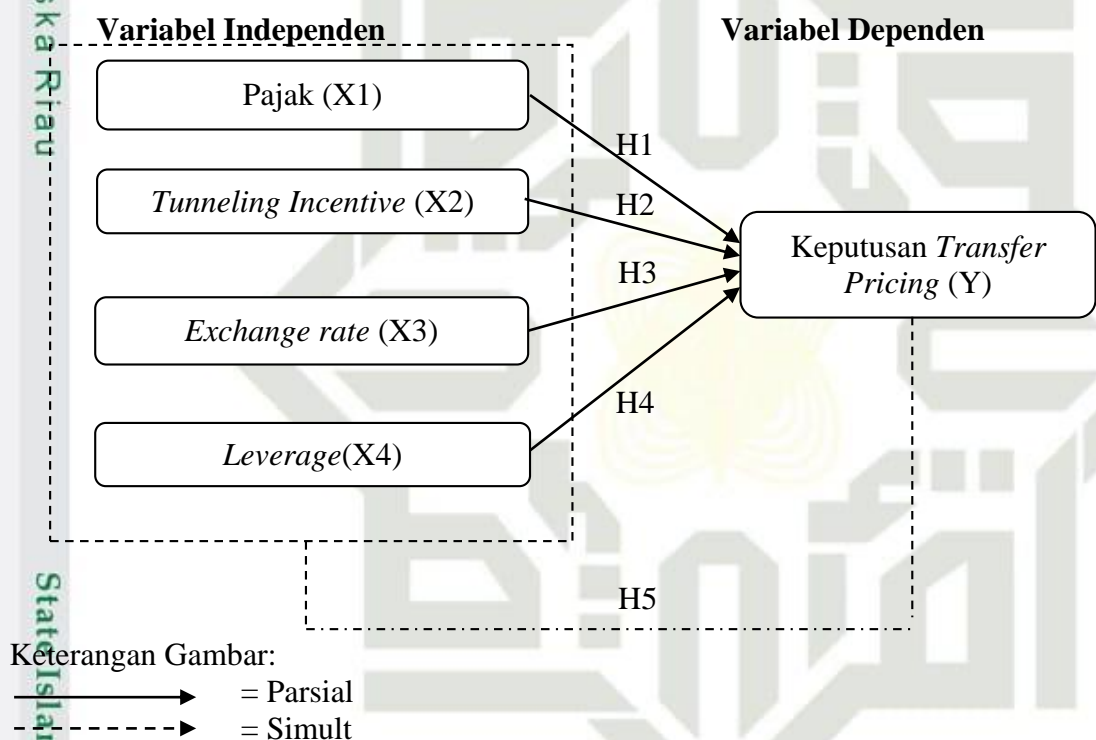 Variabel Independen
Variabel Dependen
Pajak (X1)
Tunneling Incentive (X2)
Exchange rate (X3)
Leverage(X4)
H1
H2
H3
H4
Keputusan Transfer
Pricing (Y)
H5
Keterangan Gambar:
= Parsial
= Simult
ska Riau
State Islam